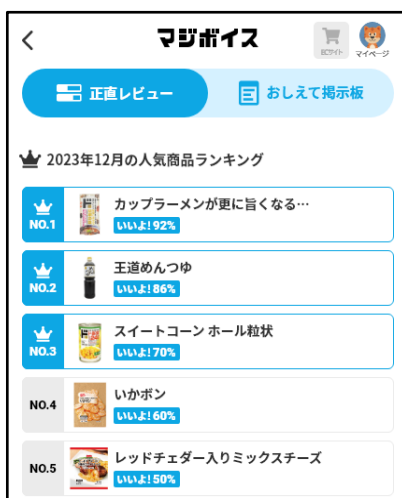 マジボイス
ECサイト
マイページ
正直レビュー
おしえて掲示板
2023年12月の人気商品ランキング
NO.1
カップラーメンが更に旨くなる…
いいよ!92%
NO.2
王道めんつゆ
いいよ!86%
NO.3
スイートコーン ホール粒状
いいよ!70%
NO.4
いかボン
いいよ!60%
NO.5
レッドチェダー入りミックスチーズ
いいよ!50%